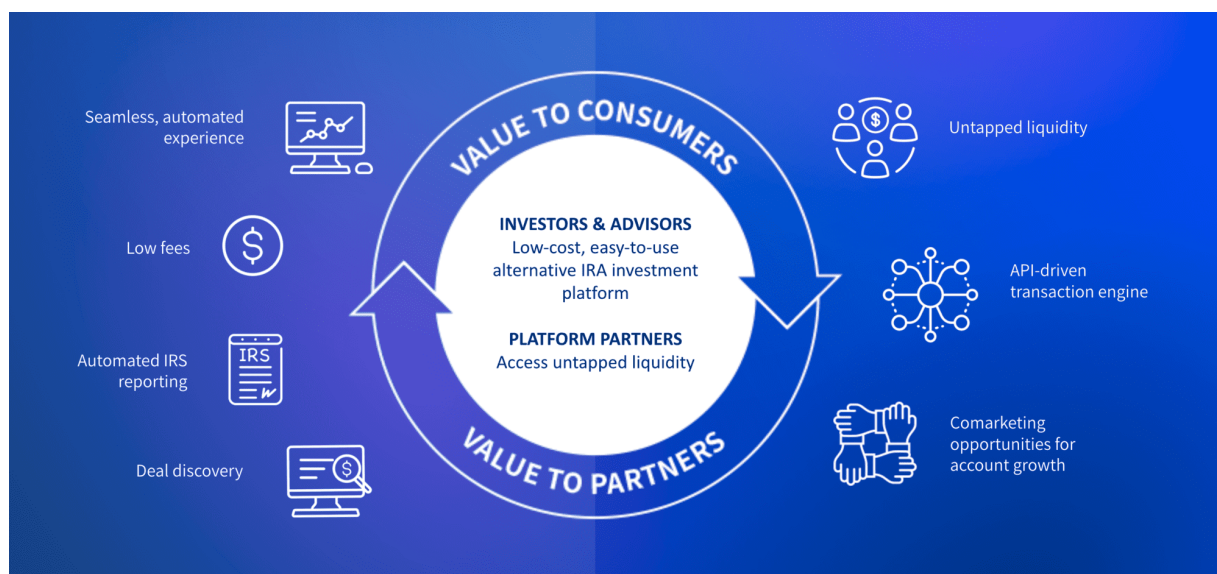 VALUE TO CONSUMERS
Seamless, automated
experience
Low fees
Automated IRS
reporting
IRS
Deal discovery
INVESTORS & ADVISORS
Low-cost, easy-to-use
alternative IRA investment
platform
PLATFORM PARTNERS
Access untapped liquidity
VALUE TO PARTNERS
$
$
$
Untapped liquidity
API-driven
transaction engine
Comarketing
opportunities for
account growth